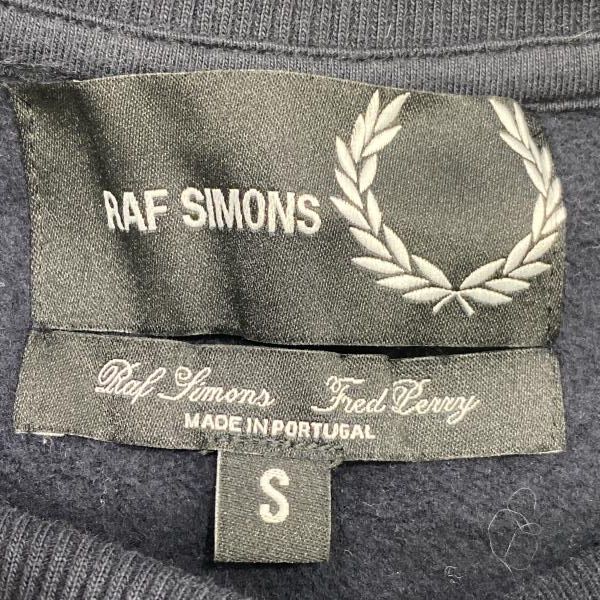 RAF SIMONS
Raf Simons Fred Perry
MADE IN PORTUGAL
S